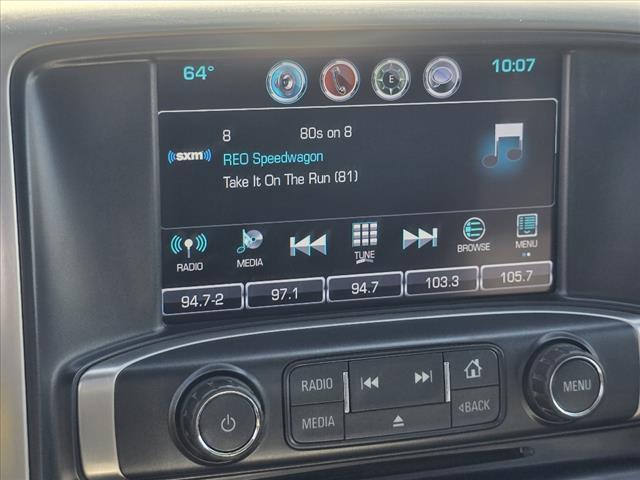 64° E 10:07
8 80s on 8
((sxm))
REO Speedwagon
Take It On The Run (81)
RADIO MEDIA TUNE BROWSE MENU
94.7-2 97.1 94.7 103.3 105.7
RADIO
MEDIA BACK
MENU